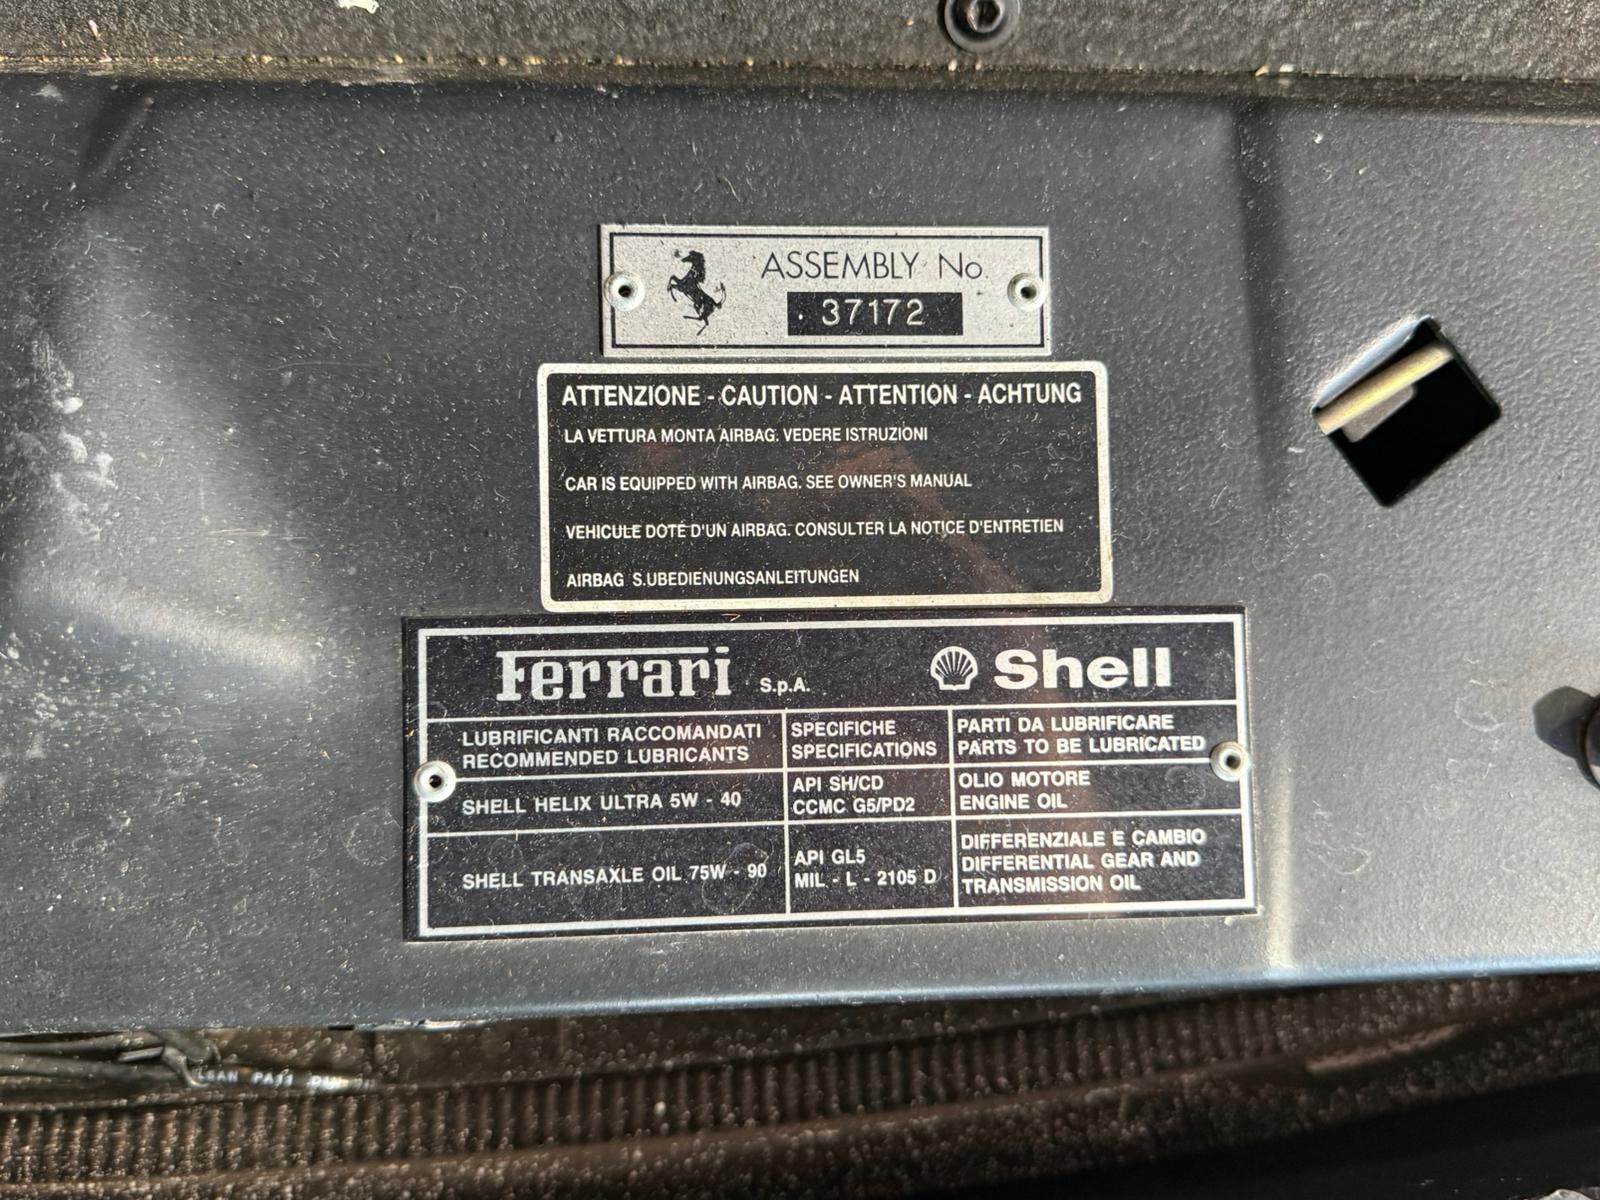 ASSEMBLY No.
37172
ATTENZIONE - CAUTION - ATTENTION - ACHTUNG
LA VETTURA MONTA AIRBAG. VEDERE ISTRUZIONI
CAR IS EQUIPPED WITH AIRBAG. SEE OWNER'S MANUAL
VEHICULE DOTÉ D'UN AIRBAG. CONSULTER LA NOTICE D'ENTRETIEN
AIRBAG S.UBEDIENUNGSANLEITUNGEN
Ferrari S.p.A. Shell
LUBRIFICANTI RACCOMANDATI
RECOMMENDED LUBRICANTS
SPECIFICHE
SPECIFICATIONS
PARTI DA LUBRIFICARE
PARTS TO BE LUBRICATED
SHELL HELIX ULTRA 5W - 40
API SH/CD
CCMC G5/PD2
OLIO MOTORE
ENGINE OIL
SHELL TRANSAXLE OIL 75W - 90
API GL5
MIL - L - 2105 D
DIFFERENZIALE E CAMBIO
DIFFERENTIAL GEAR AND
TRANSMISSION OIL